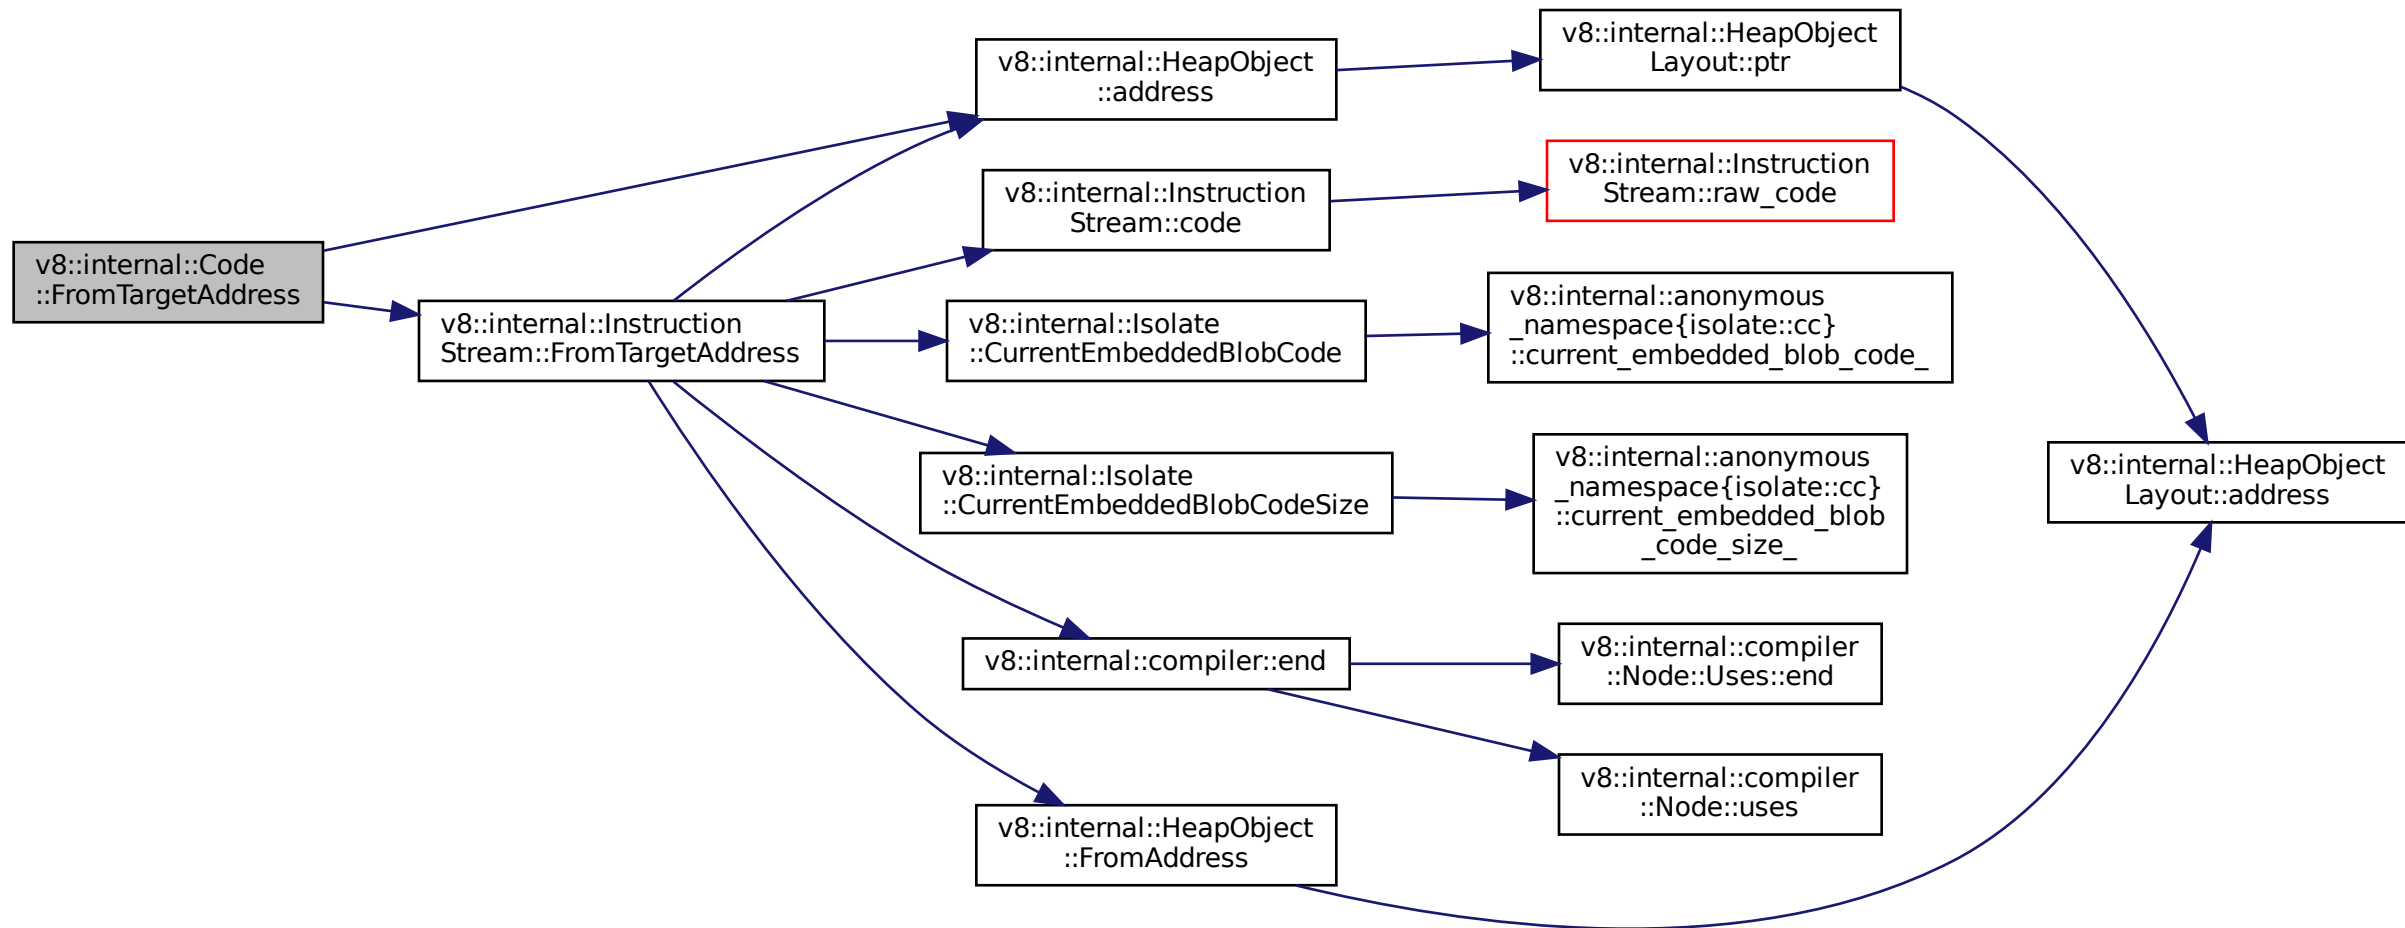 v8::internal::Code
::FromTargetAddress
v8::internal::HeapObject
::address
v8::internal::HeapObject
Layout::ptr
v8::internal::Instruction
Stream::code
v8::internal::Instruction
Stream::raw_code
v8::internal::Instruction
Stream::FromTargetAddress
v8::internal::Isolate
::CurrentEmbeddedBlobCode
v8::internal::anonymous
_namespace{isolate::cc}
::current_embedded_blob_code_
v8::internal::Isolate
::CurrentEmbeddedBlobCodeSize
v8::internal::anonymous
_namespace{isolate::cc}
::current_embedded_blob
_code_size_
v8::internal::HeapObject
Layout::address
v8::internal::compiler::end
v8::internal::compiler
::Node::Uses::end
v8::internal::compiler
::Node::uses
v8::internal::HeapObject
::FromAddress